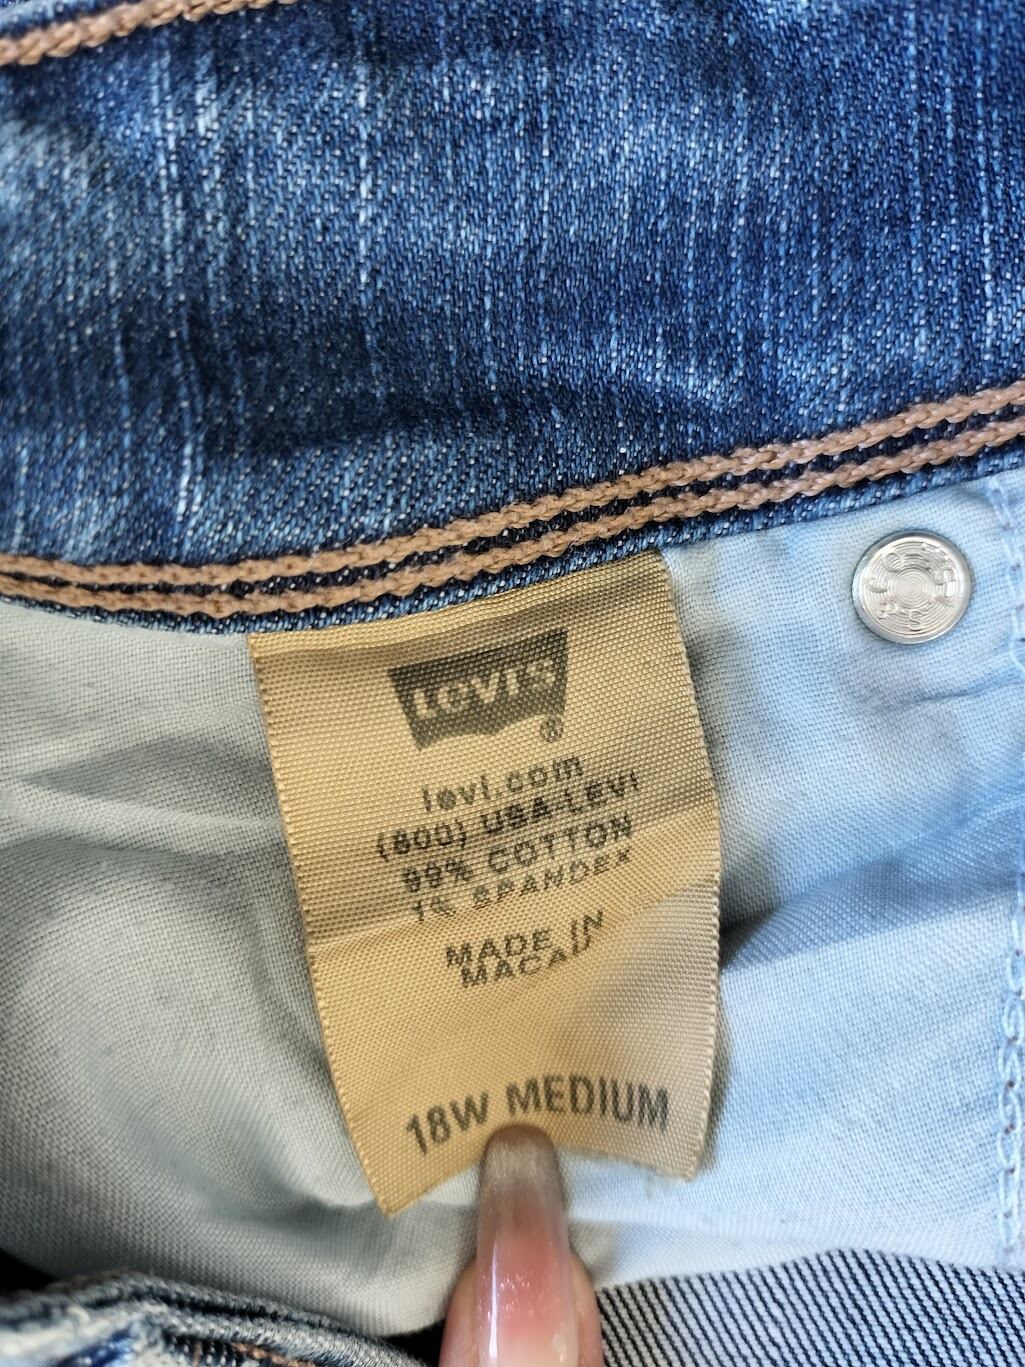 Levi's
®
levi.com
(800) USA-LEVI
99% COTTON
1% SPANDEX
MADE IN
MACAU
18W MEDIUM